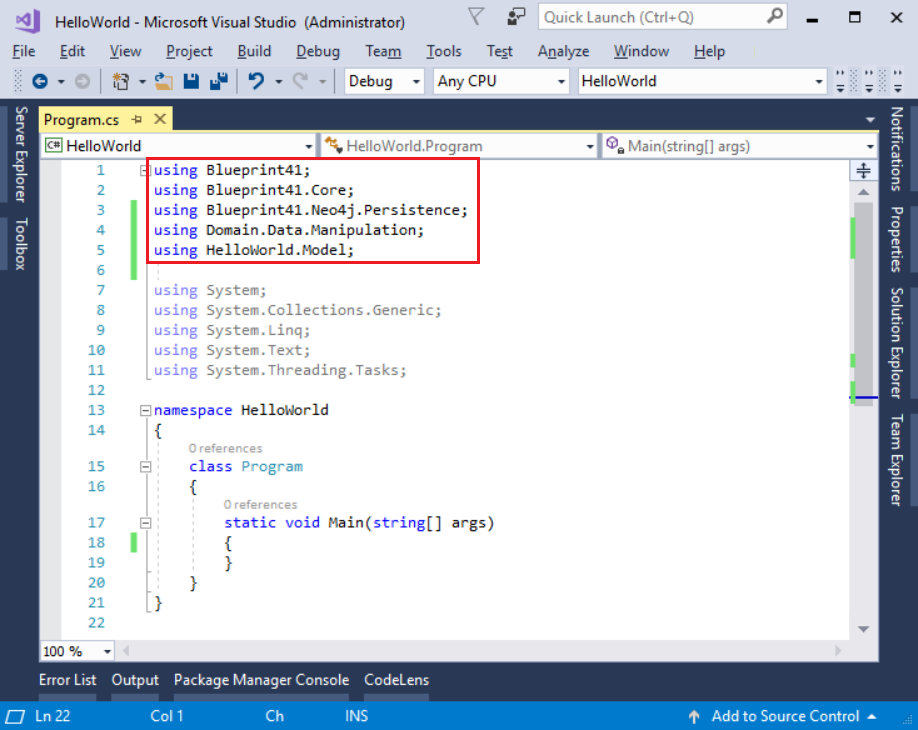 HelloWorld - Microsoft Visual Studio (Administrator)
Quick Launch (Ctrl+Q)
File Edit View Project Build Debug Team Tools Test Analyze Window Help
Debug Any CPU HelloWorld
Server Explorer
Toolbox
Program.cs
C# HelloWorld HelloWorld.Program Main(string[] args)
1 using Blueprint41;
2 using Blueprint41.Core;
3 using Blueprint41.Neo4j.Persistence;
4 using Domain.Data.Manipulation;
5 using HelloWorld.Model;
6
7 using System;
8 using System.Collections.Generic;
9 using System.Linq;
10 using System.Text;
11 using System.Threading.Tasks;
12
13 namespace HelloWorld
14 {
0 references
15 class Program
16 {
0 references
17 static void Main(string[] args)
18 {
19 }
20 }
21 }
22
100 %
Notifications
Properties
Solution Explorer
Team Explorer
Error List Output Package Manager Console CodeLens
Ln 22 Col 1 Ch INS Add to Source Control